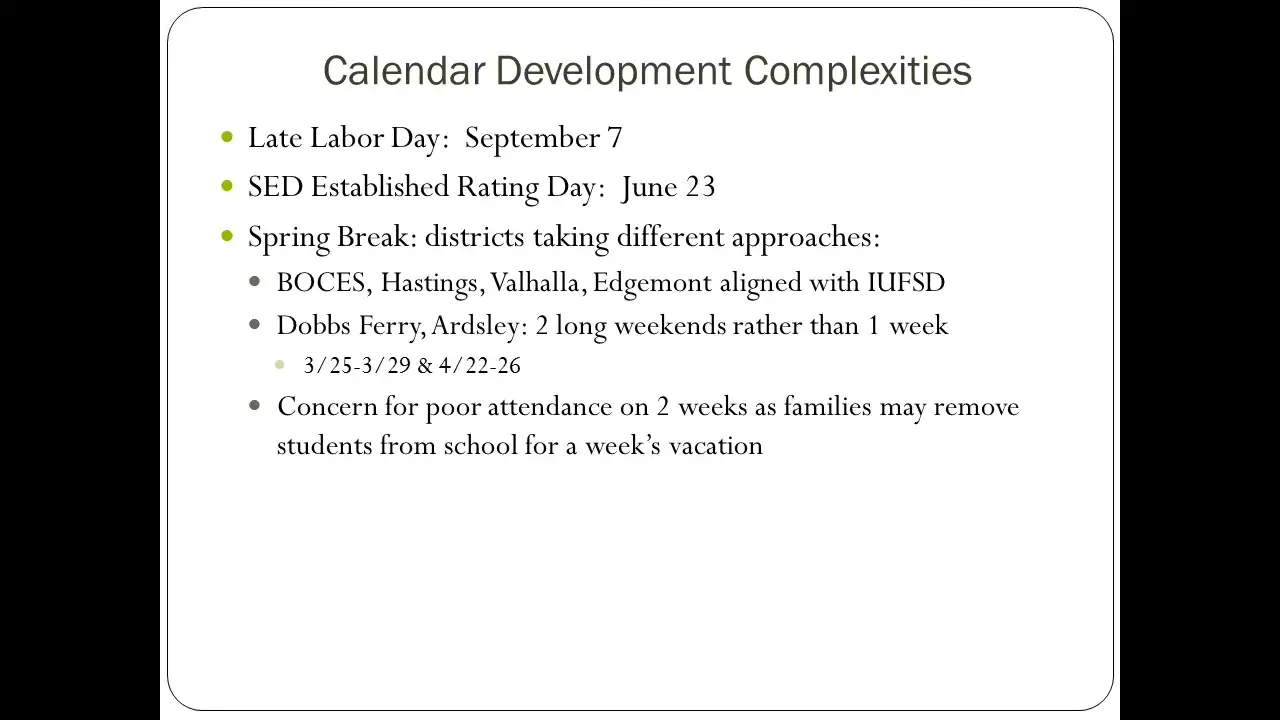 Calendar Development Complexities
Late Labor Day: September 7
SED Established Rating Day: June 23
Spring Break: districts taking different approaches:
BOCES, Hastings, Valhalla, Edgemont aligned with IUFSD
Dobbs Ferry, Ardsley: 2 long weekends rather than 1 week
3/25-3/29 & 4/22-26
Concern for poor attendance on 2 weeks as families may remove
students from school for a week’s vacation